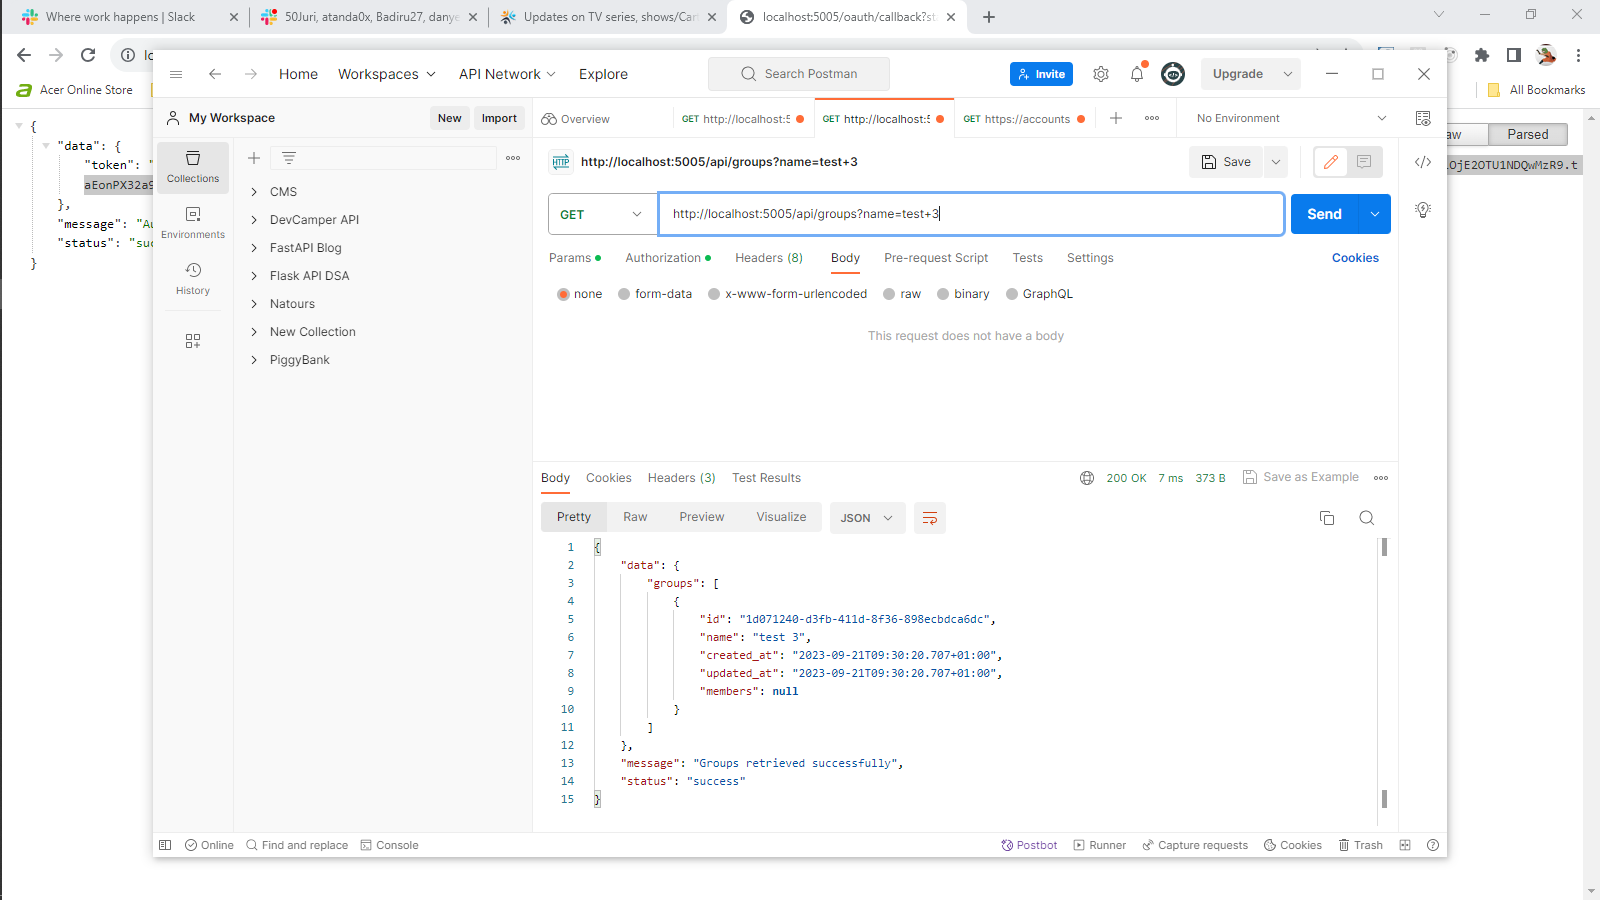 Where work happens | Slack
50Juri, atanda0x, Badiru27, danye
Updates on TV series, shows/Car
localhost:5005/oauth/callback?st
Acer Online Store
All Bookmarks
Home
Workspaces
API Network
Explore
Search Postman
Invite
Upgrade
My Workspace
New
Import
Overview
GET http://localhost:5
GET http://localhost:5
GET https://accounts
No Environment
Parsed
{
"data": {
"token": "
aEonPX32a9
},
"message": "Au
"status": "suc
}
Collections
Environments
History
CMS
DevCamper API
FastAPI Blog
Flask API DSA
Natours
New Collection
PiggyBank
HTTP
http://localhost:5005/api/groups?name=test+3
Save
GET
http://localhost:5005/api/groups?name=test+3
Send
Params
Authorization
Headers (8)
Body
Pre-request Script
Tests
Settings
Cookies
none
form-data
x-www-form-urlencoded
raw
binary
GraphQL
This request does not have a body
Body
Cookies
Headers (3)
Test Results
200 OK
7 ms
373 B
Save as Example
Pretty
Raw
Preview
Visualize
JSON
1 {
2 "data": {
3 "groups": [
4 {
5 "id": "1d071240-d3fb-411d-8f36-898ecbdca6dc",
6 "name": "test 3",
7 "created_at": "2023-09-21T09:30:20.707+01:00",
8 "updated_at": "2023-09-21T09:30:20.707+01:00",
9 "members": null
10 }
11 ]
12 },
13 "message": "Groups retrieved successfully",
14 "status": "success"
15 }
Online
Find and replace
Console
Postbot
Runner
Capture requests
Cookies
Trash